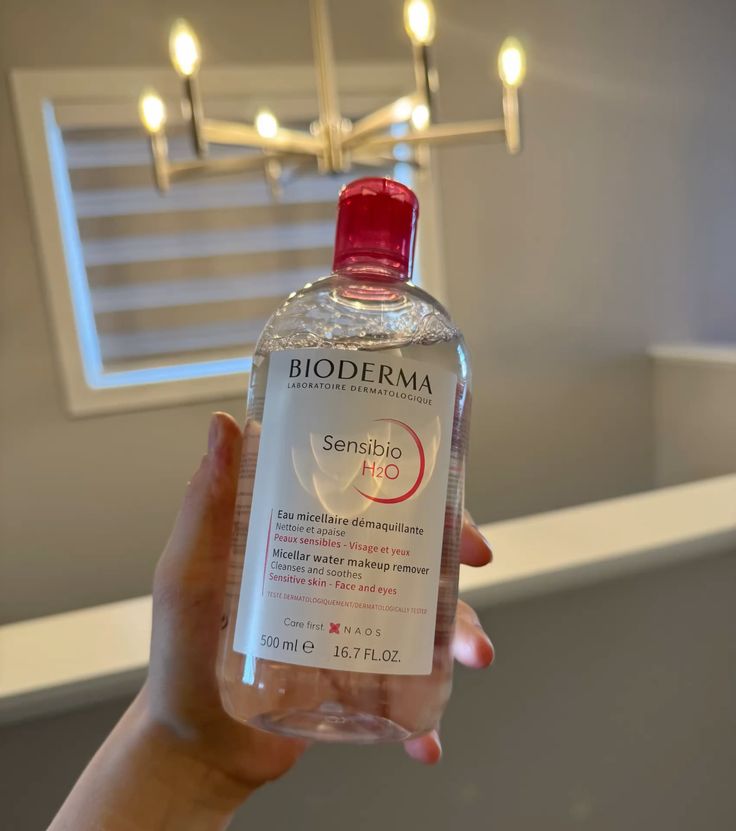 BIODERMA
LABORATOIRE DERMATOLOGIQUE
Sensibio
H2O
Eau micellaire démaquillante
Nettoie et apaise
Peaux sensibles - Visage et yeux
Micellar water makeup remover
Cleanses and soothes
Sensitive skin - Face and eyes
TESTÉ DERMATOLOGIQUEMENT/DERMATOLOGICALLY TESTED
Care first. NAOS
500 ml ℮ 16.7 FL.OZ.